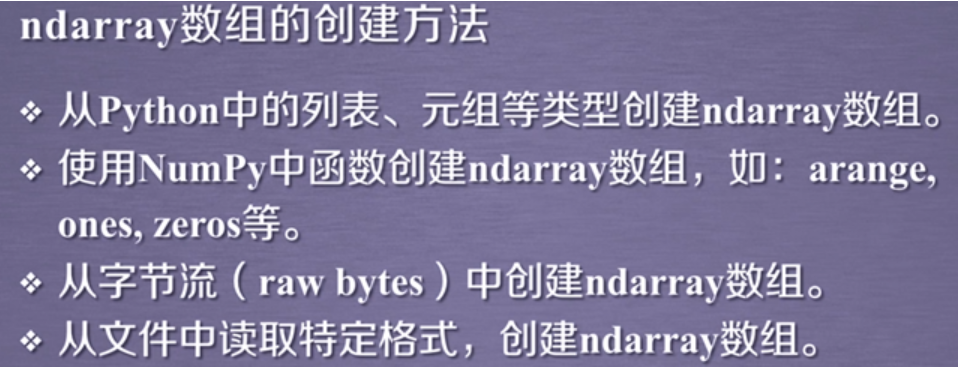 ndarray数组的创建方法
❖ 从Python中的列表、元组等类型创建ndarray数组。
❖ 使用NumPy中函数创建ndarray数组，如：arange,
ones, zeros等。
❖ 从字节流（raw bytes）中创建ndarray数组。
❖ 从文件中读取特定格式，创建ndarray数组。